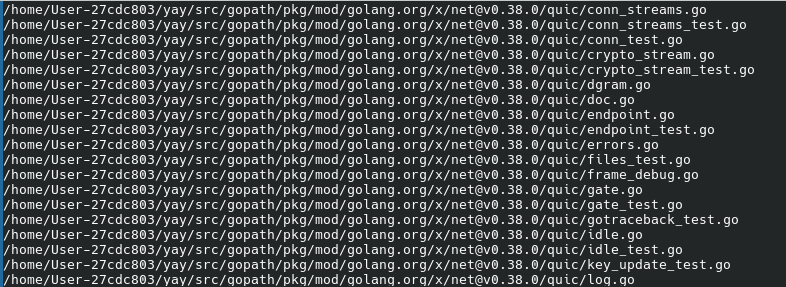 /home/User-27cdc803/yay/src/gopath/pkg/mod/golang.org/x/net@v0.38.0/quic/conn_streams.go
/home/User-27cdc803/yay/src/gopath/pkg/mod/golang.org/x/net@v0.38.0/quic/conn_streams_test.go
/home/User-27cdc803/yay/src/gopath/pkg/mod/golang.org/x/net@v0.38.0/quic/conn_test.go
/home/User-27cdc803/yay/src/gopath/pkg/mod/golang.org/x/net@v0.38.0/quic/crypto_stream.go
/home/User-27cdc803/yay/src/gopath/pkg/mod/golang.org/x/net@v0.38.0/quic/crypto_stream_test.go
/home/User-27cdc803/yay/src/gopath/pkg/mod/golang.org/x/net@v0.38.0/quic/dgram.go
/home/User-27cdc803/yay/src/gopath/pkg/mod/golang.org/x/net@v0.38.0/quic/doc.go
/home/User-27cdc803/yay/src/gopath/pkg/mod/golang.org/x/net@v0.38.0/quic/endpoint.go
/home/User-27cdc803/yay/src/gopath/pkg/mod/golang.org/x/net@v0.38.0/quic/endpoint_test.go
/home/User-27cdc803/yay/src/gopath/pkg/mod/golang.org/x/net@v0.38.0/quic/errors.go
/home/User-27cdc803/yay/src/gopath/pkg/mod/golang.org/x/net@v0.38.0/quic/files_test.go
/home/User-27cdc803/yay/src/gopath/pkg/mod/golang.org/x/net@v0.38.0/quic/frame_debug.go
/home/User-27cdc803/yay/src/gopath/pkg/mod/golang.org/x/net@v0.38.0/quic/gate.go
/home/User-27cdc803/yay/src/gopath/pkg/mod/golang.org/x/net@v0.38.0/quic/gate_test.go
/home/User-27cdc803/yay/src/gopath/pkg/mod/golang.org/x/net@v0.38.0/quic/gotraceback_test.go
/home/User-27cdc803/yay/src/gopath/pkg/mod/golang.org/x/net@v0.38.0/quic/idle.go
/home/User-27cdc803/yay/src/gopath/pkg/mod/golang.org/x/net@v0.38.0/quic/idle_test.go
/home/User-27cdc803/yay/src/gopath/pkg/mod/golang.org/x/net@v0.38.0/quic/key_update_test.go
/home/User-27cdc803/yay/src/gopath/pkg/mod/golang.org/x/net@v0.38.0/quic/log.go